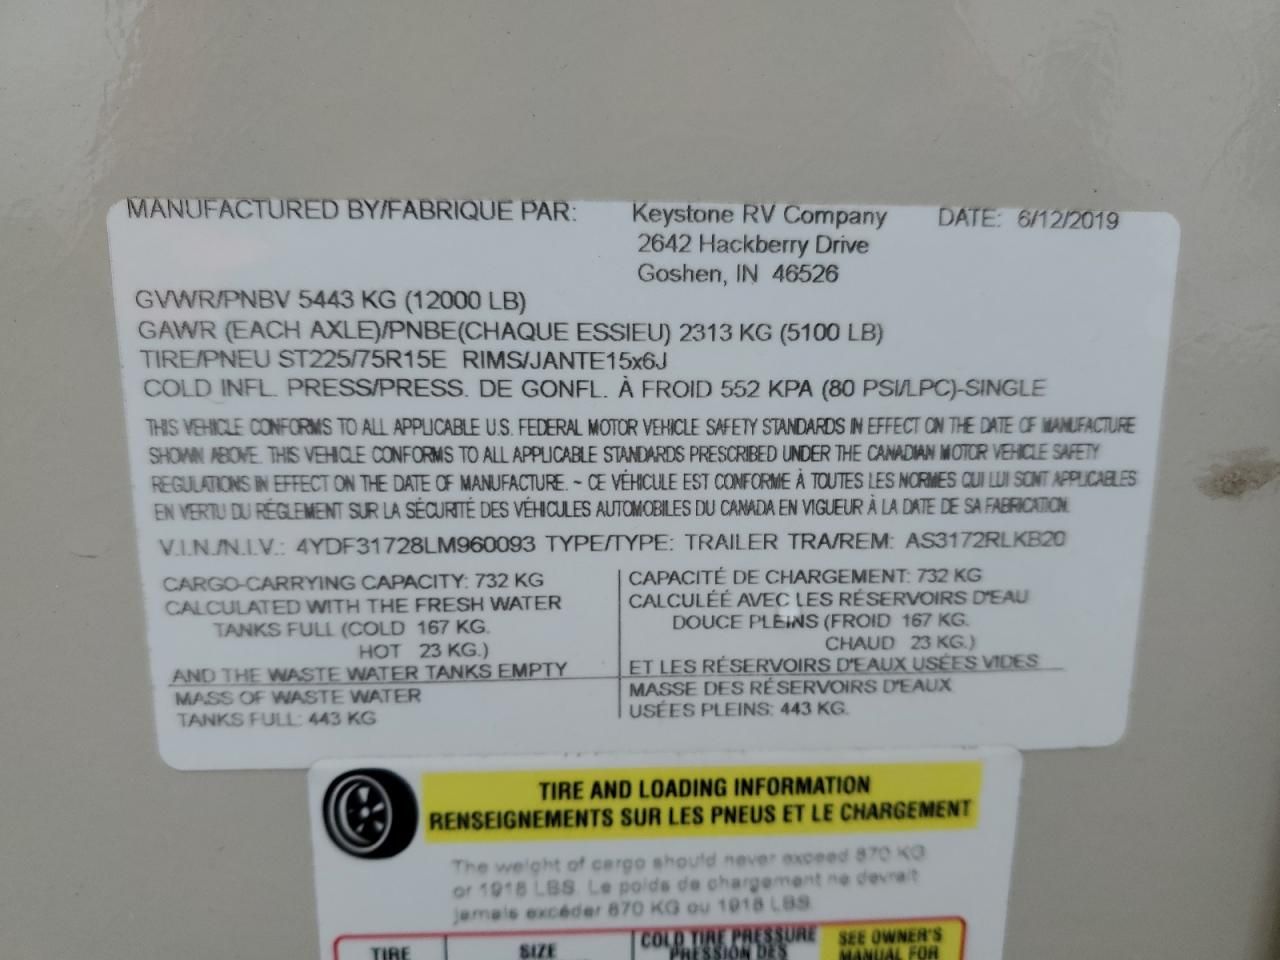 MANUFACTURED BY/FABRIQUE PAR: Keystone RV Company DATE: 6/12/2019
2642 Hackberry Drive
Goshen, IN 46526
GVWR/PNBV 5443 KG (12000 LB)
GAWR (EACH AXLE)/PNBE(CHAQUE ESSIEU) 2313 KG (5100 LB)
TIRE/PNEU ST225/75R15E RIMS/JANTE15x6J
COLD INFL. PRESS/PRESS. DE GONFL. À FROID 552 KPA (80 PSI/LPC)-SINGLE
THIS VEHICLE CONFORMS TO ALL APPLICABLE U.S. FEDERAL MOTOR VEHICLE SAFETY STANDARDS IN EFFECT ON THE DATE OF MANUFACTURE
SHOWN ABOVE. THIS VEHICLE CONFORMS TO ALL APPLICABLE STANDARDS PRESCRIBED UNDER THE CANADIAN MOTOR VEHICLE SAFETY
REGULATIONS IN EFFECT ON THE DATE OF MANUFACTURE. ~ CE VÉHICULE EST CONFORME À TOUTES LES NORMES QUI LUI SONT APPLICABLES
EN VERTU DU RÉGLEMENT SUR LA SÉCURITÉ DES VÉHICULES AUTOMOBILES DU CANADA EN VIGUEUR À LA DATE DE SA FABRICATION.
V.I.N./N.I.V.: 4YDF31728LM960093 TYPE/TYPE: TRAILER TRA/REM: AS3172RLKB20
CARGO-CARRYING CAPACITY: 732 KG
CALCULATED WITH THE FRESH WATER
TANKS FULL (COLD 167 KG.
HOT 23 KG.)
AND THE WASTE WATER TANKS EMPTY
MASS OF WASTE WATER
TANKS FULL: 443 KG
CAPACITÉ DE CHARGEMENT: 732 KG
CALCULÉE AVEC LES RÉSERVOIRS D'EAU
DOUCE PLEINS (FROID 167 KG.
CHAUD 23 KG.)
ET LES RÉSERVOIRS D'EAUX USÉES VIDES
MASSE DES RÉSERVOIRS D'EAUX
USÉES PLEINS: 443 KG.
TIRE AND LOADING INFORMATION
RENSEIGNEMENTS SUR LES PNEUS ET LE CHARGEMENT
The weight of cargo should never exceed 870 KG
or 1918 LBS. Le poids de chargement ne devrait
jamais excéder 870 KG ou 1918 LBS.
TIRE SIZE COLD TIRE PRESSURE SEE OWNER'S
PRESSION DES MANUAL FOR